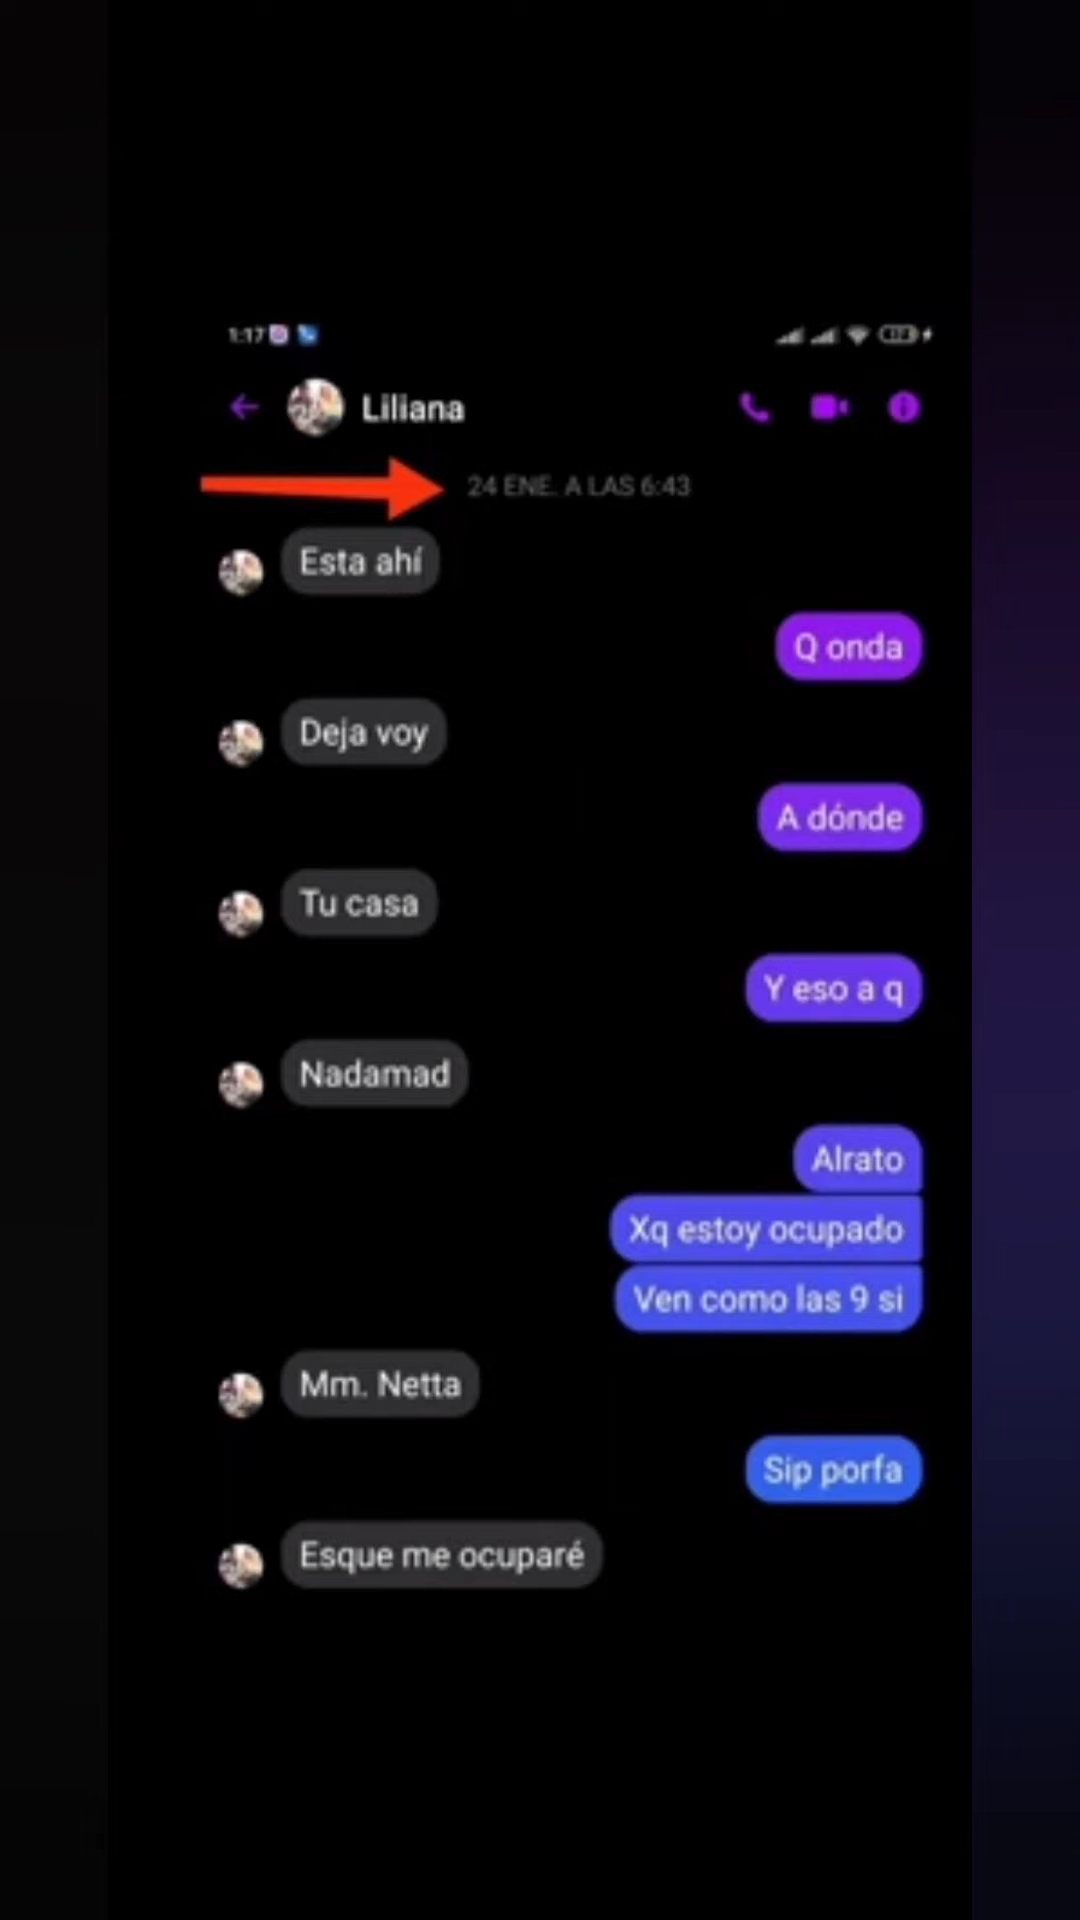 1:17
Liliana
24 ENE. A LAS 6:43
Esta ahí
Q onda
Deja voy
A dónde
Tu casa
Y eso a q
Nadamad
Alrato
Xq estoy ocupado
Ven como las 9 si
Mm. Netta
Sip porfa
Esque me ocuparé